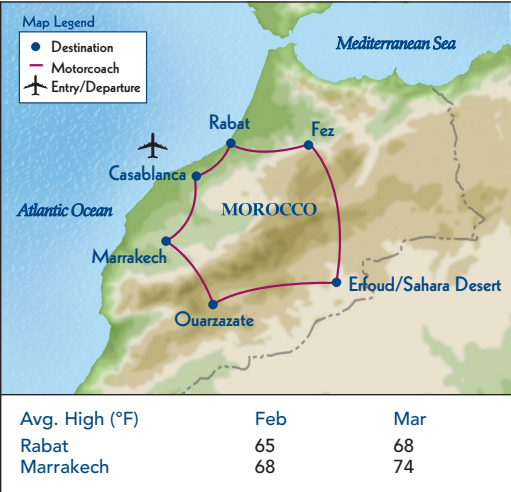 Map Legend
Destination
Motorcoach
Entry/Departure
Mediterranean Sea
Rabat
Fez
Casablanca
Atlantic Ocean
MOROCCO
Marrakech
Erfoud/Sahara Desert
Ouarzazate
Avg. High (°F) Feb Mar
Rabat 65 68
Marrakech 68 74